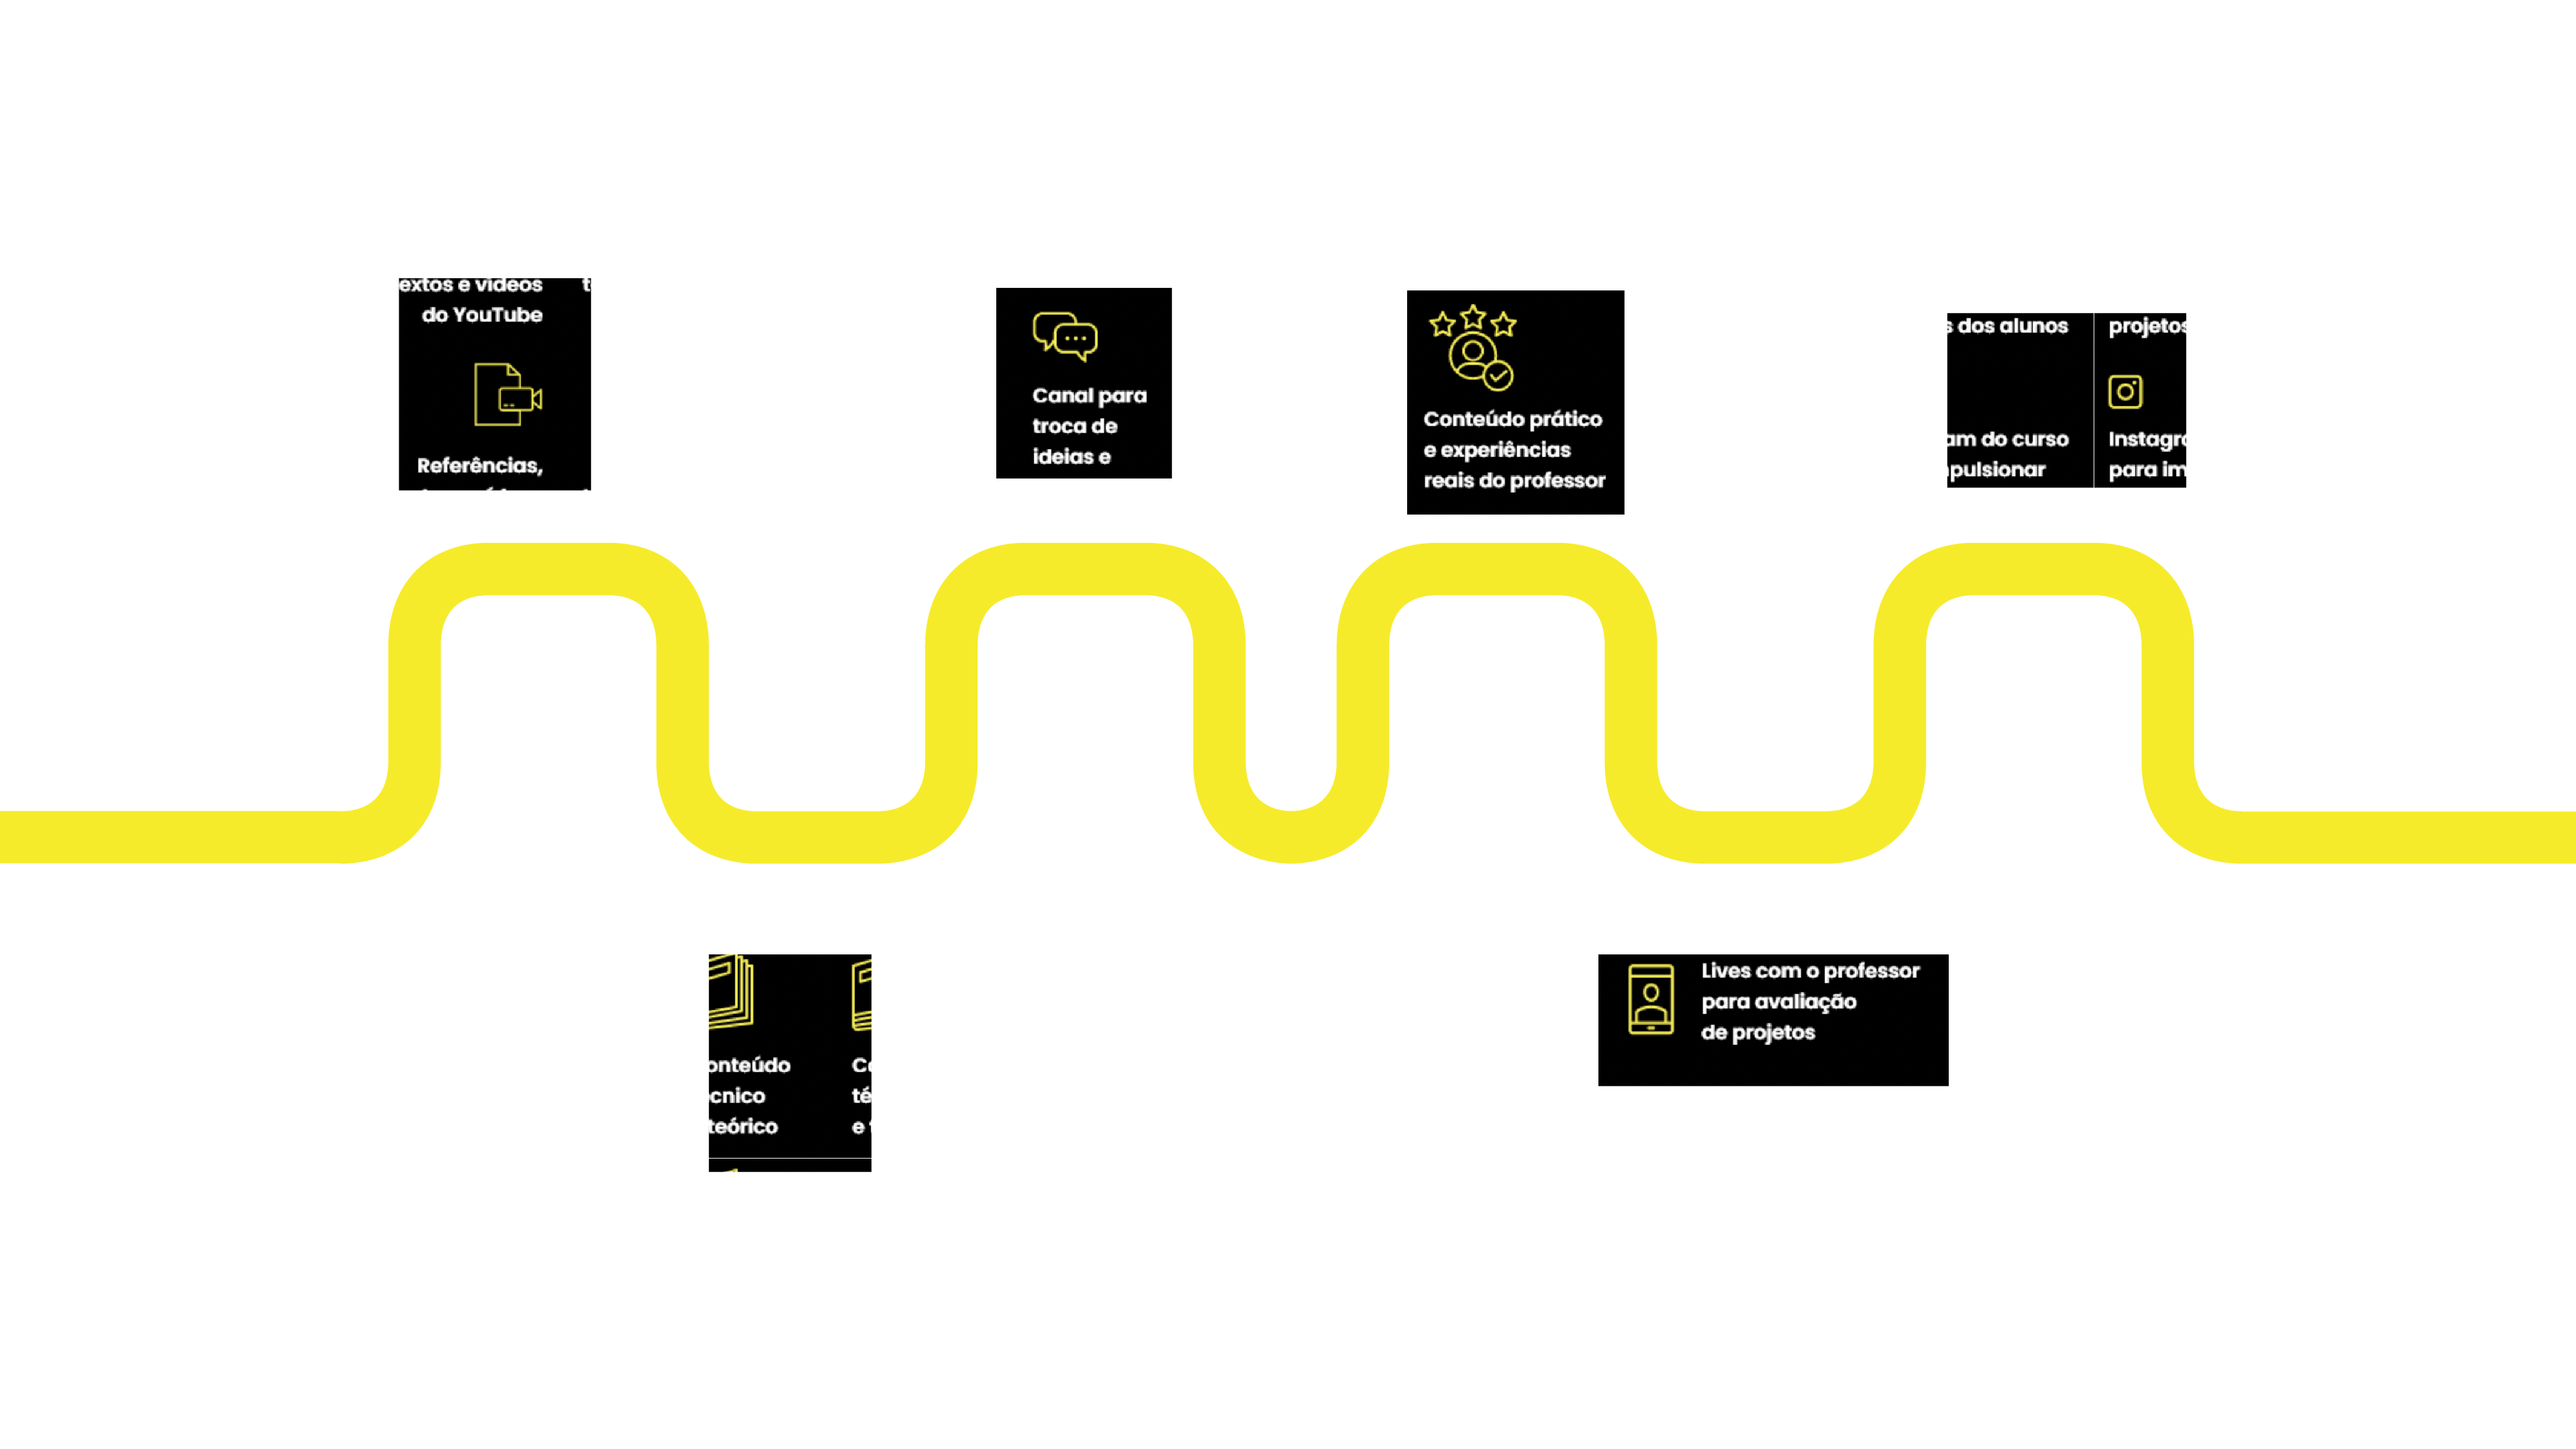 extos e vídeos
do YouTube
Referências,
Canal para
troca de
ideias e
Conteúdo prático
e experiências
reais do professor
s dos alunos
am do curso
pulsionar
projetos
Instagra
para im
onteúdo
cnico
teórico
Co
té
e
Lives com o professor
para avaliação
de projetos